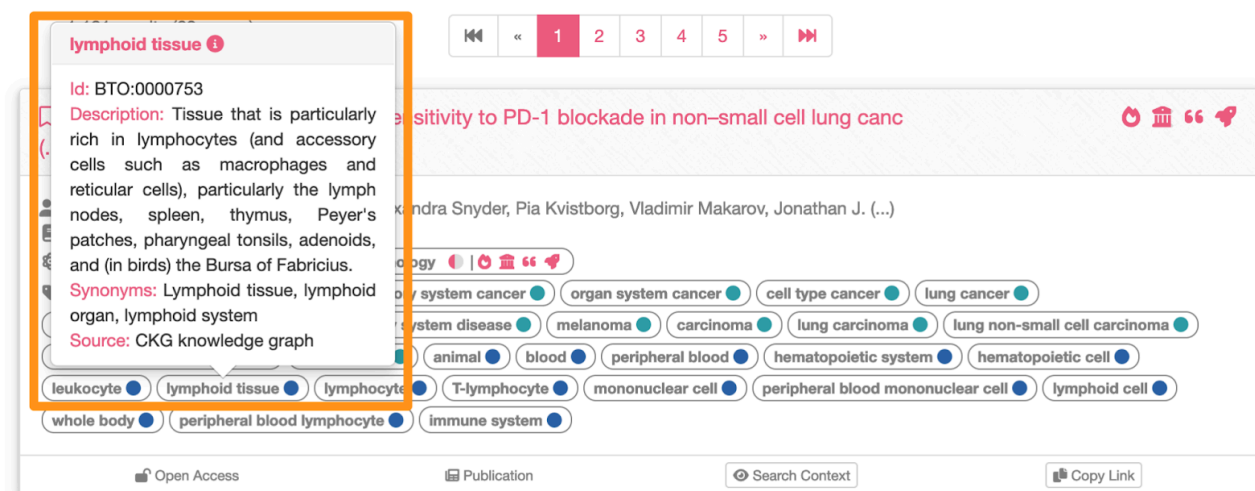 « 1 2 3 4 5 »
lymphoid tissue
Id: BTO:0000753
Description: Tissue that is particularly
rich in lymphocytes (and accessory
cells such as macrophages and
reticular cells), particularly the lymph
nodes, spleen, thymus, Peyer's
patches, pharyngeal tonsils, adenoids,
and (in birds) the Bursa of Fabricius.
Synonyms: Lymphoid tissue, lymphoid
organ, lymphoid system
Source: CKG knowledge graph
sitivity to PD-1 blockade in non–small cell lung canc
(.
xandra Snyder, Pia Kvistborg, Vladimir Makarov, Jonathan J. (...)
ology |
ory system cancer organ system cancer cell type cancer lung cancer
system disease melanoma carcinoma lung carcinoma lung non-small cell carcinoma
animal blood peripheral blood hematopoietic system hematopoietic cell
leukocyte lymphoid tissue lymphocyte T-lymphocyte mononuclear cell peripheral blood mononuclear cell lymphoid cell
whole body peripheral blood lymphocyte immune system
Open Access Publication Search Context Copy Link